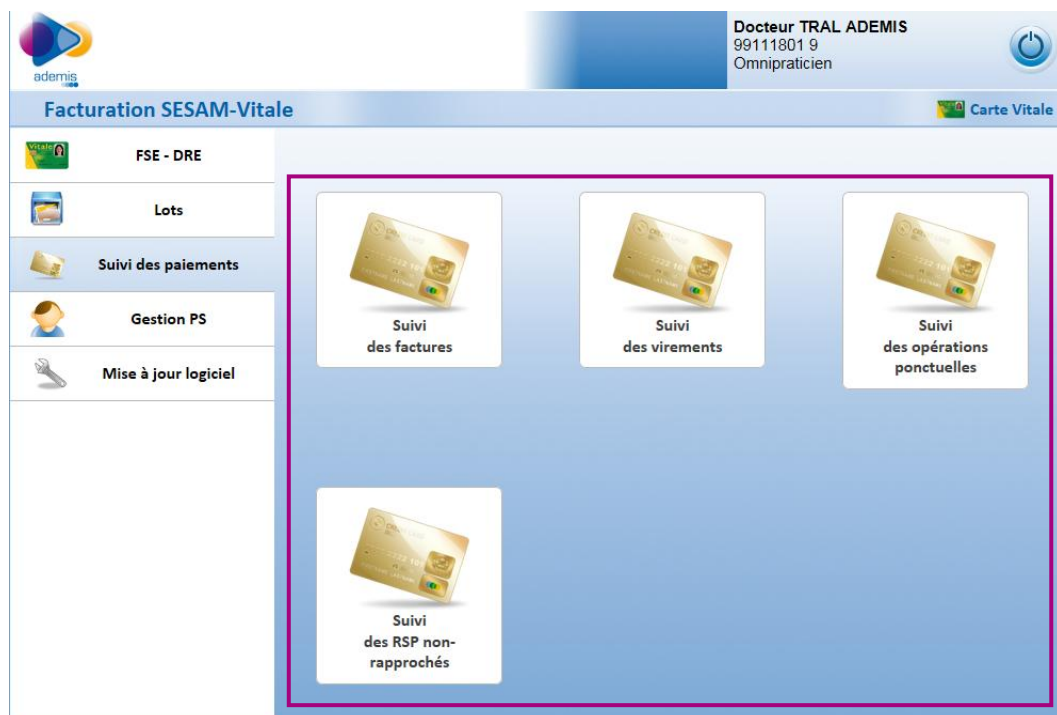 ademis
Docteur TRAL ADEMIS
99111801 9
Omnipraticien
Facturation SESAM-Vitale
Carte Vitale
Vitale
FSE - DRE
Lots
Suivi des paiements
Gestion PS
Mise à jour logiciel
Suivi
des factures
Suivi
des virements
Suivi
des opérations
ponctuelles
Suivi
des RSP non-
rapprochés